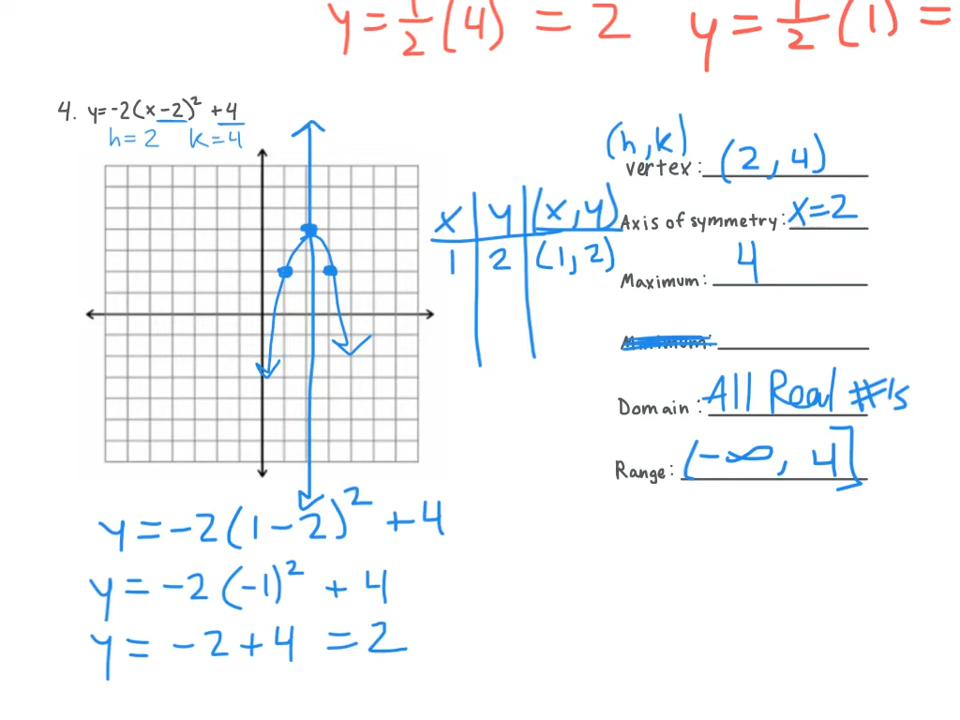 y=1/2(4) = 2 y=1/2(1) =
4. y=-2(x-2)² +4
h=2 k=4
(h,k)
vertex: (2,4)
x y (x,y)
1 2 (1,2)
Axis of symmetry: x=2
Maximum: 4
Minimum:
Domain: All Real #'s
Range: (-∞, 4]
y=-2(1-2)²+4
y=-2(-1)² + 4
y= -2+4 =2